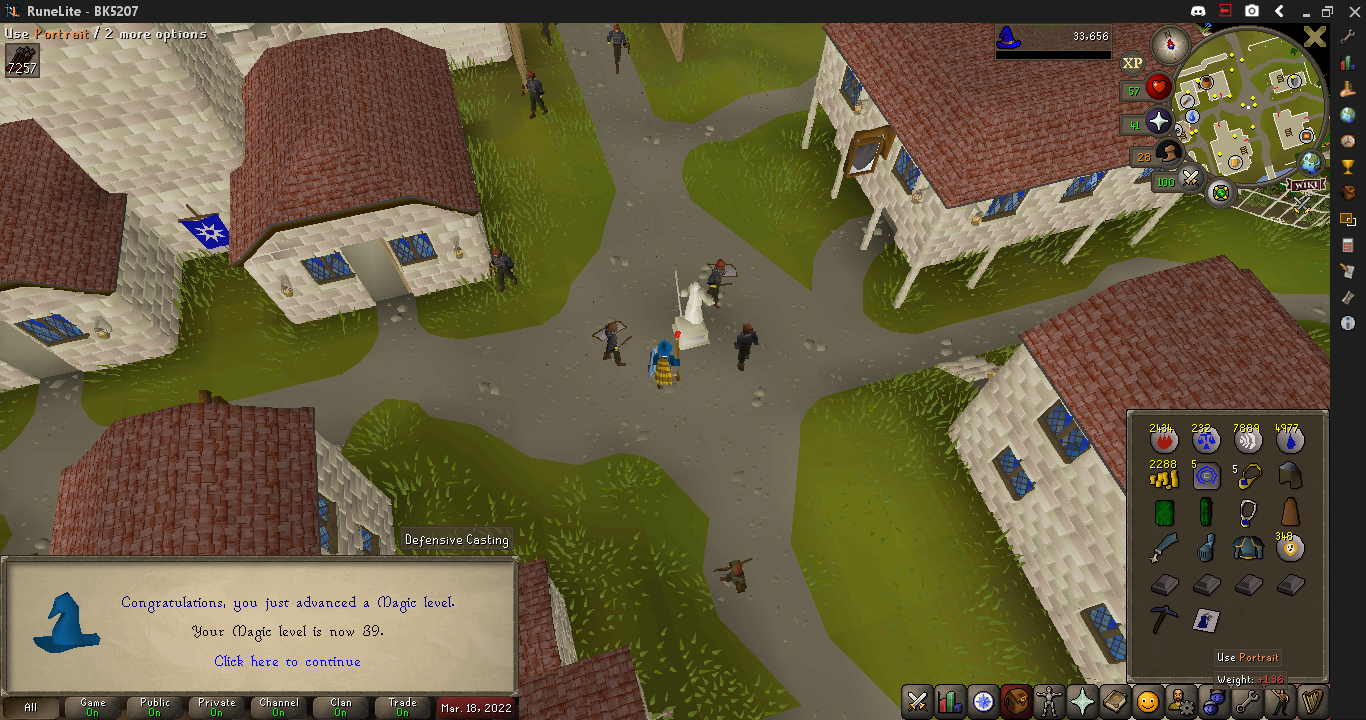 RuneLite - BK5207
Use Portrait / 2 more options
7257
33,656
XP
57
41
28
100
WIKI
2434 232 7869 4977
2288 5 5
348
Use Portrait
Weight: +1.36
Defensive Casting
Congratulations, you just advanced a Magic level.
Your Magic level is now 39.
Click here to continue
All
Game
On
Public
On
Private
On
Channel
On
Clan
On
Trade
On
Mar. 18, 2022